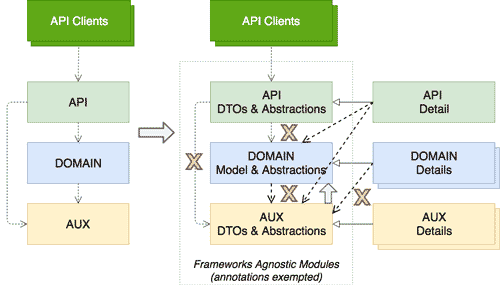 API Clients
API
DOMAIN
AUX
API Clients
API
DTOs & Abstractions
X
X
DOMAIN
Model & Abstractions
X
X
AUX
DTOs & Abstractions
Frameworks Agnostic Modules
(annotations exempted)
API
Detail
DOMAIN
Details
AUX
Details